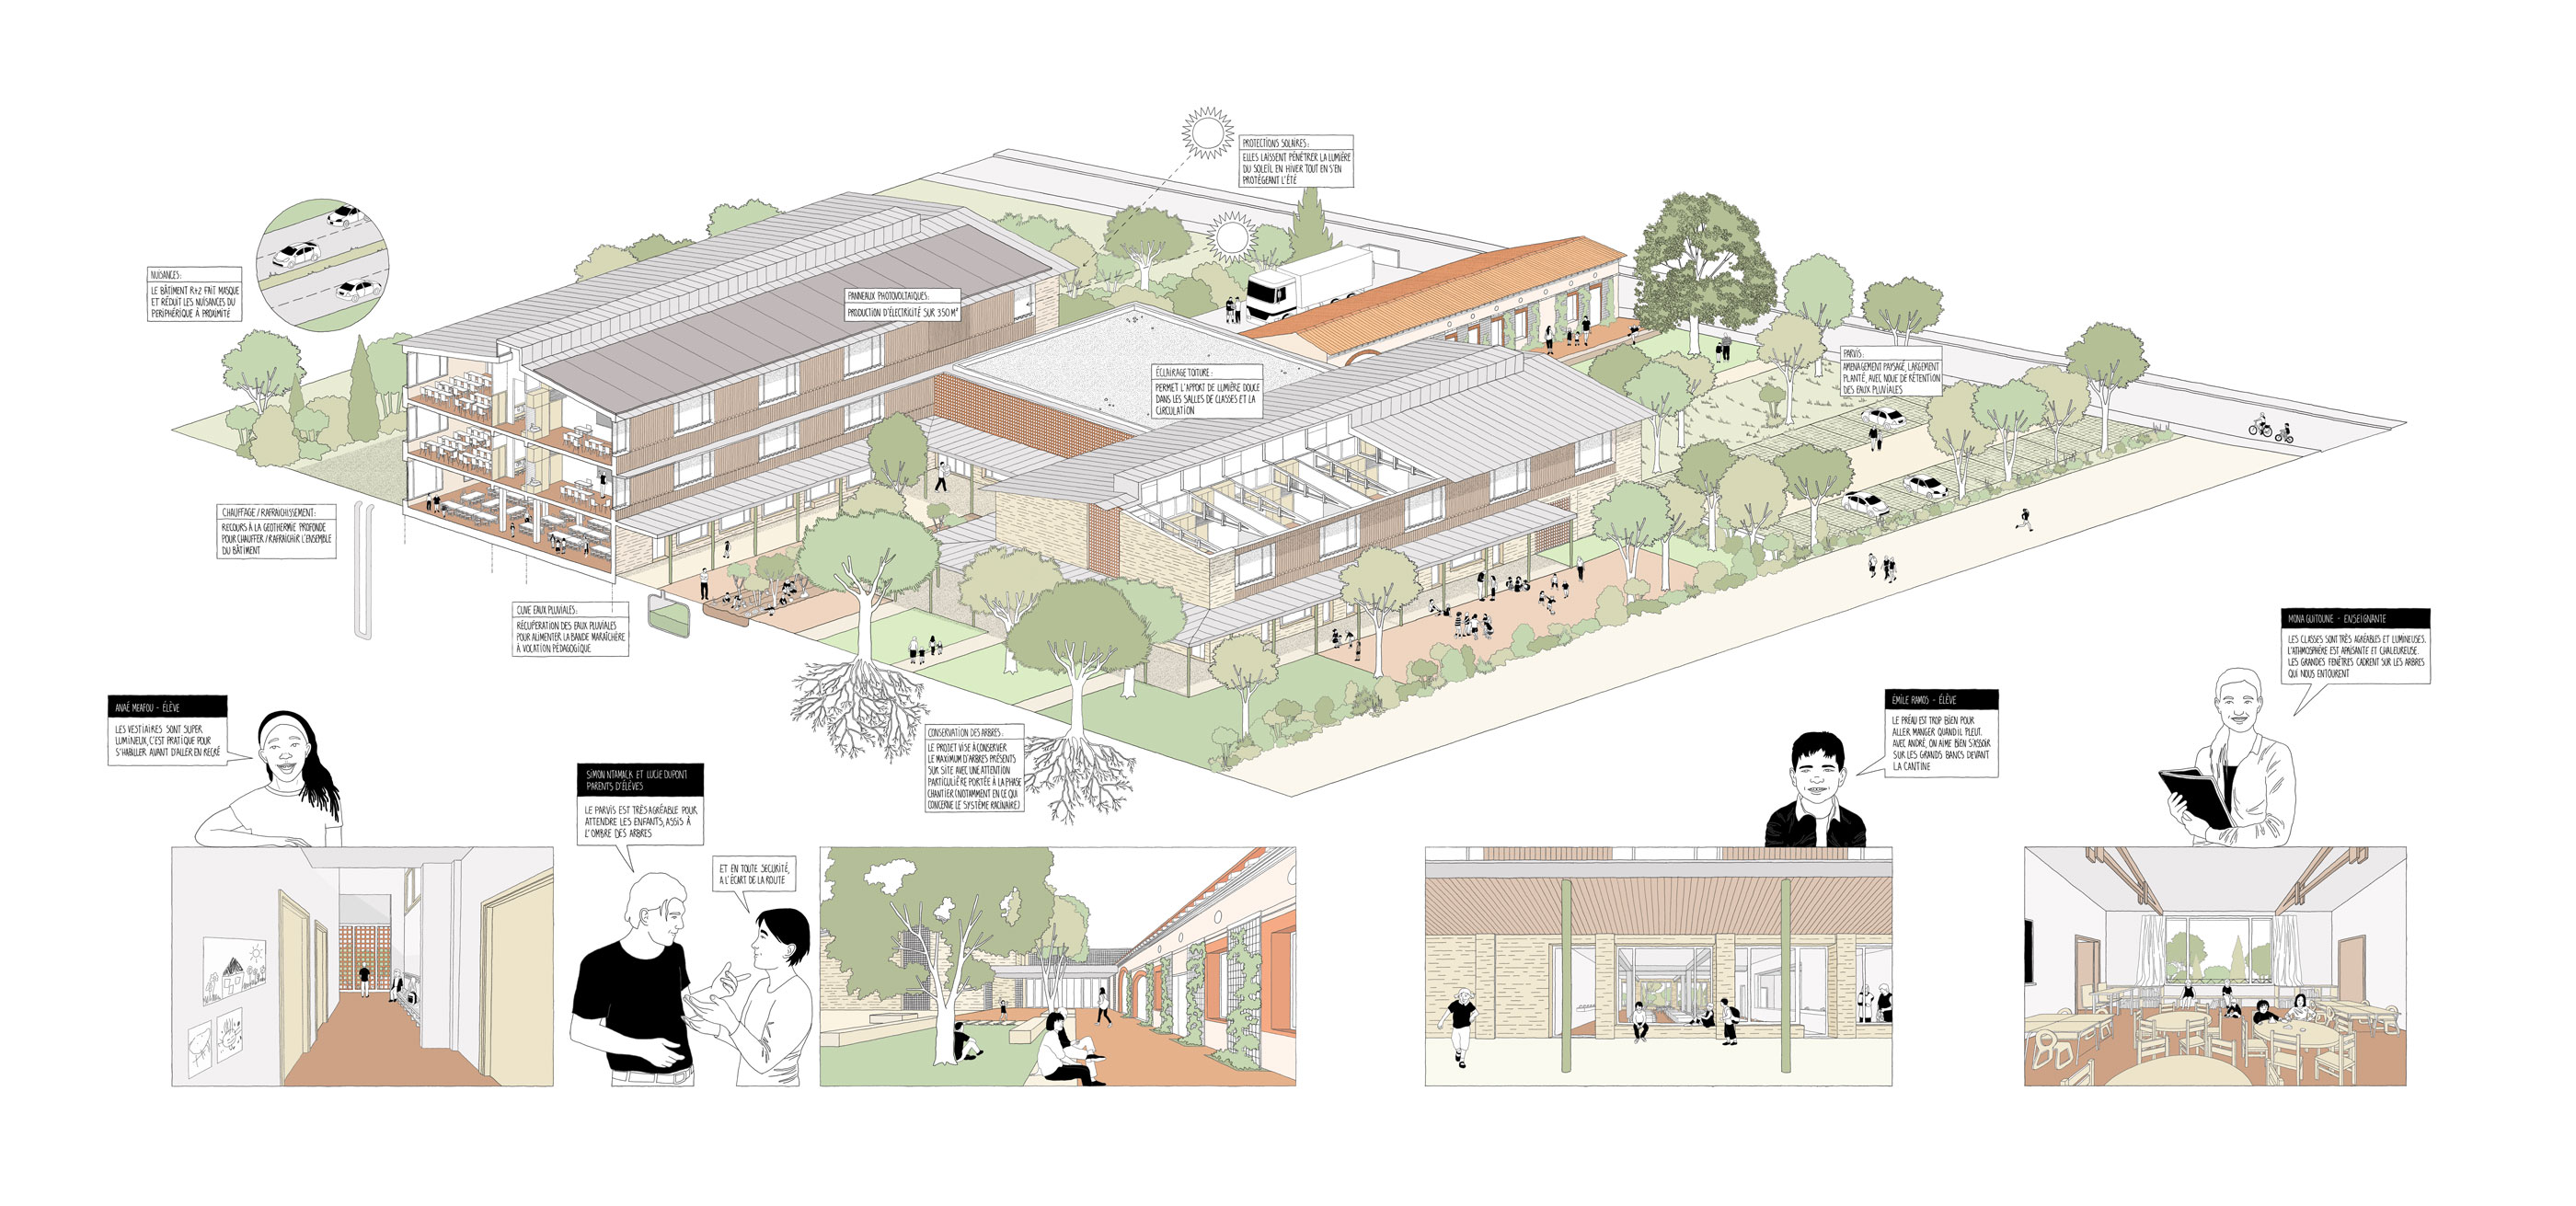 PROTECTIONS SOLAIRES:
ELLES LAISSENT PÉNÉTRER LA LUMIÈRE
DU SOLEIL EN HIVER TOUT EN S'EN
PROTÉGEANT L'ÉTÉ
NUISANCES:
LE BÂTIMENT R+2 FAIT MASQUE
ET RÉDUIT LES NUISANCES DU
PERIPHÉRIQUE À PROXIMITÉ
PANNEAUX PHOTOVOLTAIQUES:
PRODUCTION D'ÉLECTRICITÉ SUR 350 M²
ÉCLAIRAGE TOITURE:
PERMET L'APPORT DE LUMIÈRE DOUCE
DANS LES SALLES DE CLASSES ET LA
CIRCULATION
PARVIS:
AMENAGEMENT PAYSAGÉ, LARGEMENT
PLANTÉ, AVEC NOUE DE RÉTENTION
DES EAUX PLUVIALES
CHAUFFAGE / RAFRAICHISSEMENT:
RECOURS À LA GEOTHERMIE PROFONDE
POUR CHAUFFER / RAFRAICHIR L'ENSEMBLE
DU BÂTIMENT
CUVE EAUX PLUVIALES:
RÉCUPERATION DES EAUX PLUVIALES
POUR ALIMENTER LA BANDE MARAÎCHÈRE
À VOCATION PÉDAGOGIQUE
CONSERVATION DES ARBRES:
LE PROJET VISE À CONSERVER
LE MAXIMUM D'ARBRES PRÉSENTS
SUR SITE AVEC UNE ATTENTION
PARTICULIÈRE PORTÉE À LA PHASE
CHANTIER (NOTAMMENT EN CE QUI
CONCERNE LE SYSTÈME RACINAIRE)
ANAÉ MEAFOU - ÉLÈVE
LES VESTIAIRES SONT SUPER
LUMINEUX, C'EST PRATIQUE POUR
S'HABILLER AVANT D'ALLER EN RECRÉ
SIMON NTAMACK ET LUCIE DUPONT
PARENTS D'ÉLÈVES
LE PARVIS EST TRÈS AGRÉABLE POUR
ATTENDRE LES ENFANTS, ASSIS À
L'OMBRE DES ARBRES
ET EN TOUTE SECURITÉ,
A L'ÉCART DE LA ROUTE
ÉMILE RAMOS - ÉLÈVE
LE PRÉAU EST TROP BIEN POUR
ALLER MANGER QUAND IL PLEUT.
AVEC ANDRÉ, ON AIME BIEN S'ASSOIR
SUR LES GRANDS BANCS DEVANT
LA CANTINE
MONA GUITOUNE - ENSEIGNANTE
LES CLASSES SONT TRÈS AGRÉABLES ET LUMINEUSES.
L'ATHMOSPHÈRE EST APAISANTE ET CHALEUREUSE.
LES GRANDES FENÊTRES CADRENT SUR LES ARBRES
QUI NOUS ENTOURENT